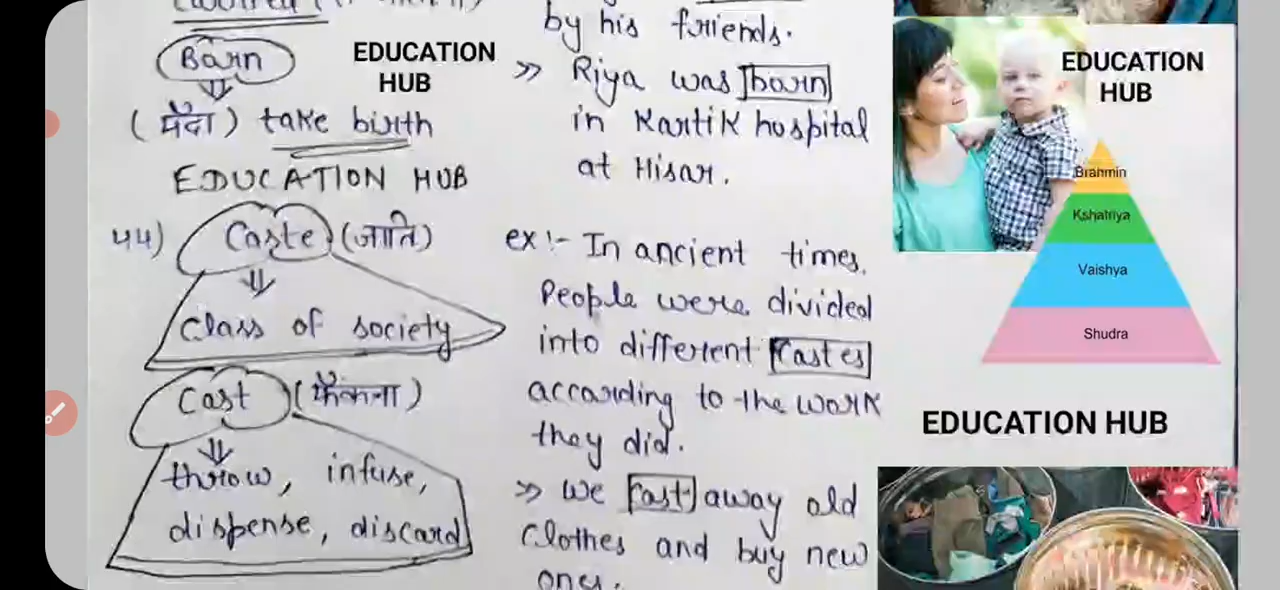 Born
(मैंदा) take birth
EDUCATION HUB
by his friends.
» Riya was born
in Kartik hospital
at Hisar.
EDUCATION
HUB
44) Caste (जाति)
class of society
Cast (फैंकना)
throw, infuse,
dispense, discard
ex:- In ancient times,
People were divided
into different Castes
according to the work
they did.
» We Cast away old
Clothes and buy new
ones.
EDUCATION
HUB
Brahmin
Kshatriya
Vaishya
Shudra
EDUCATION HUB